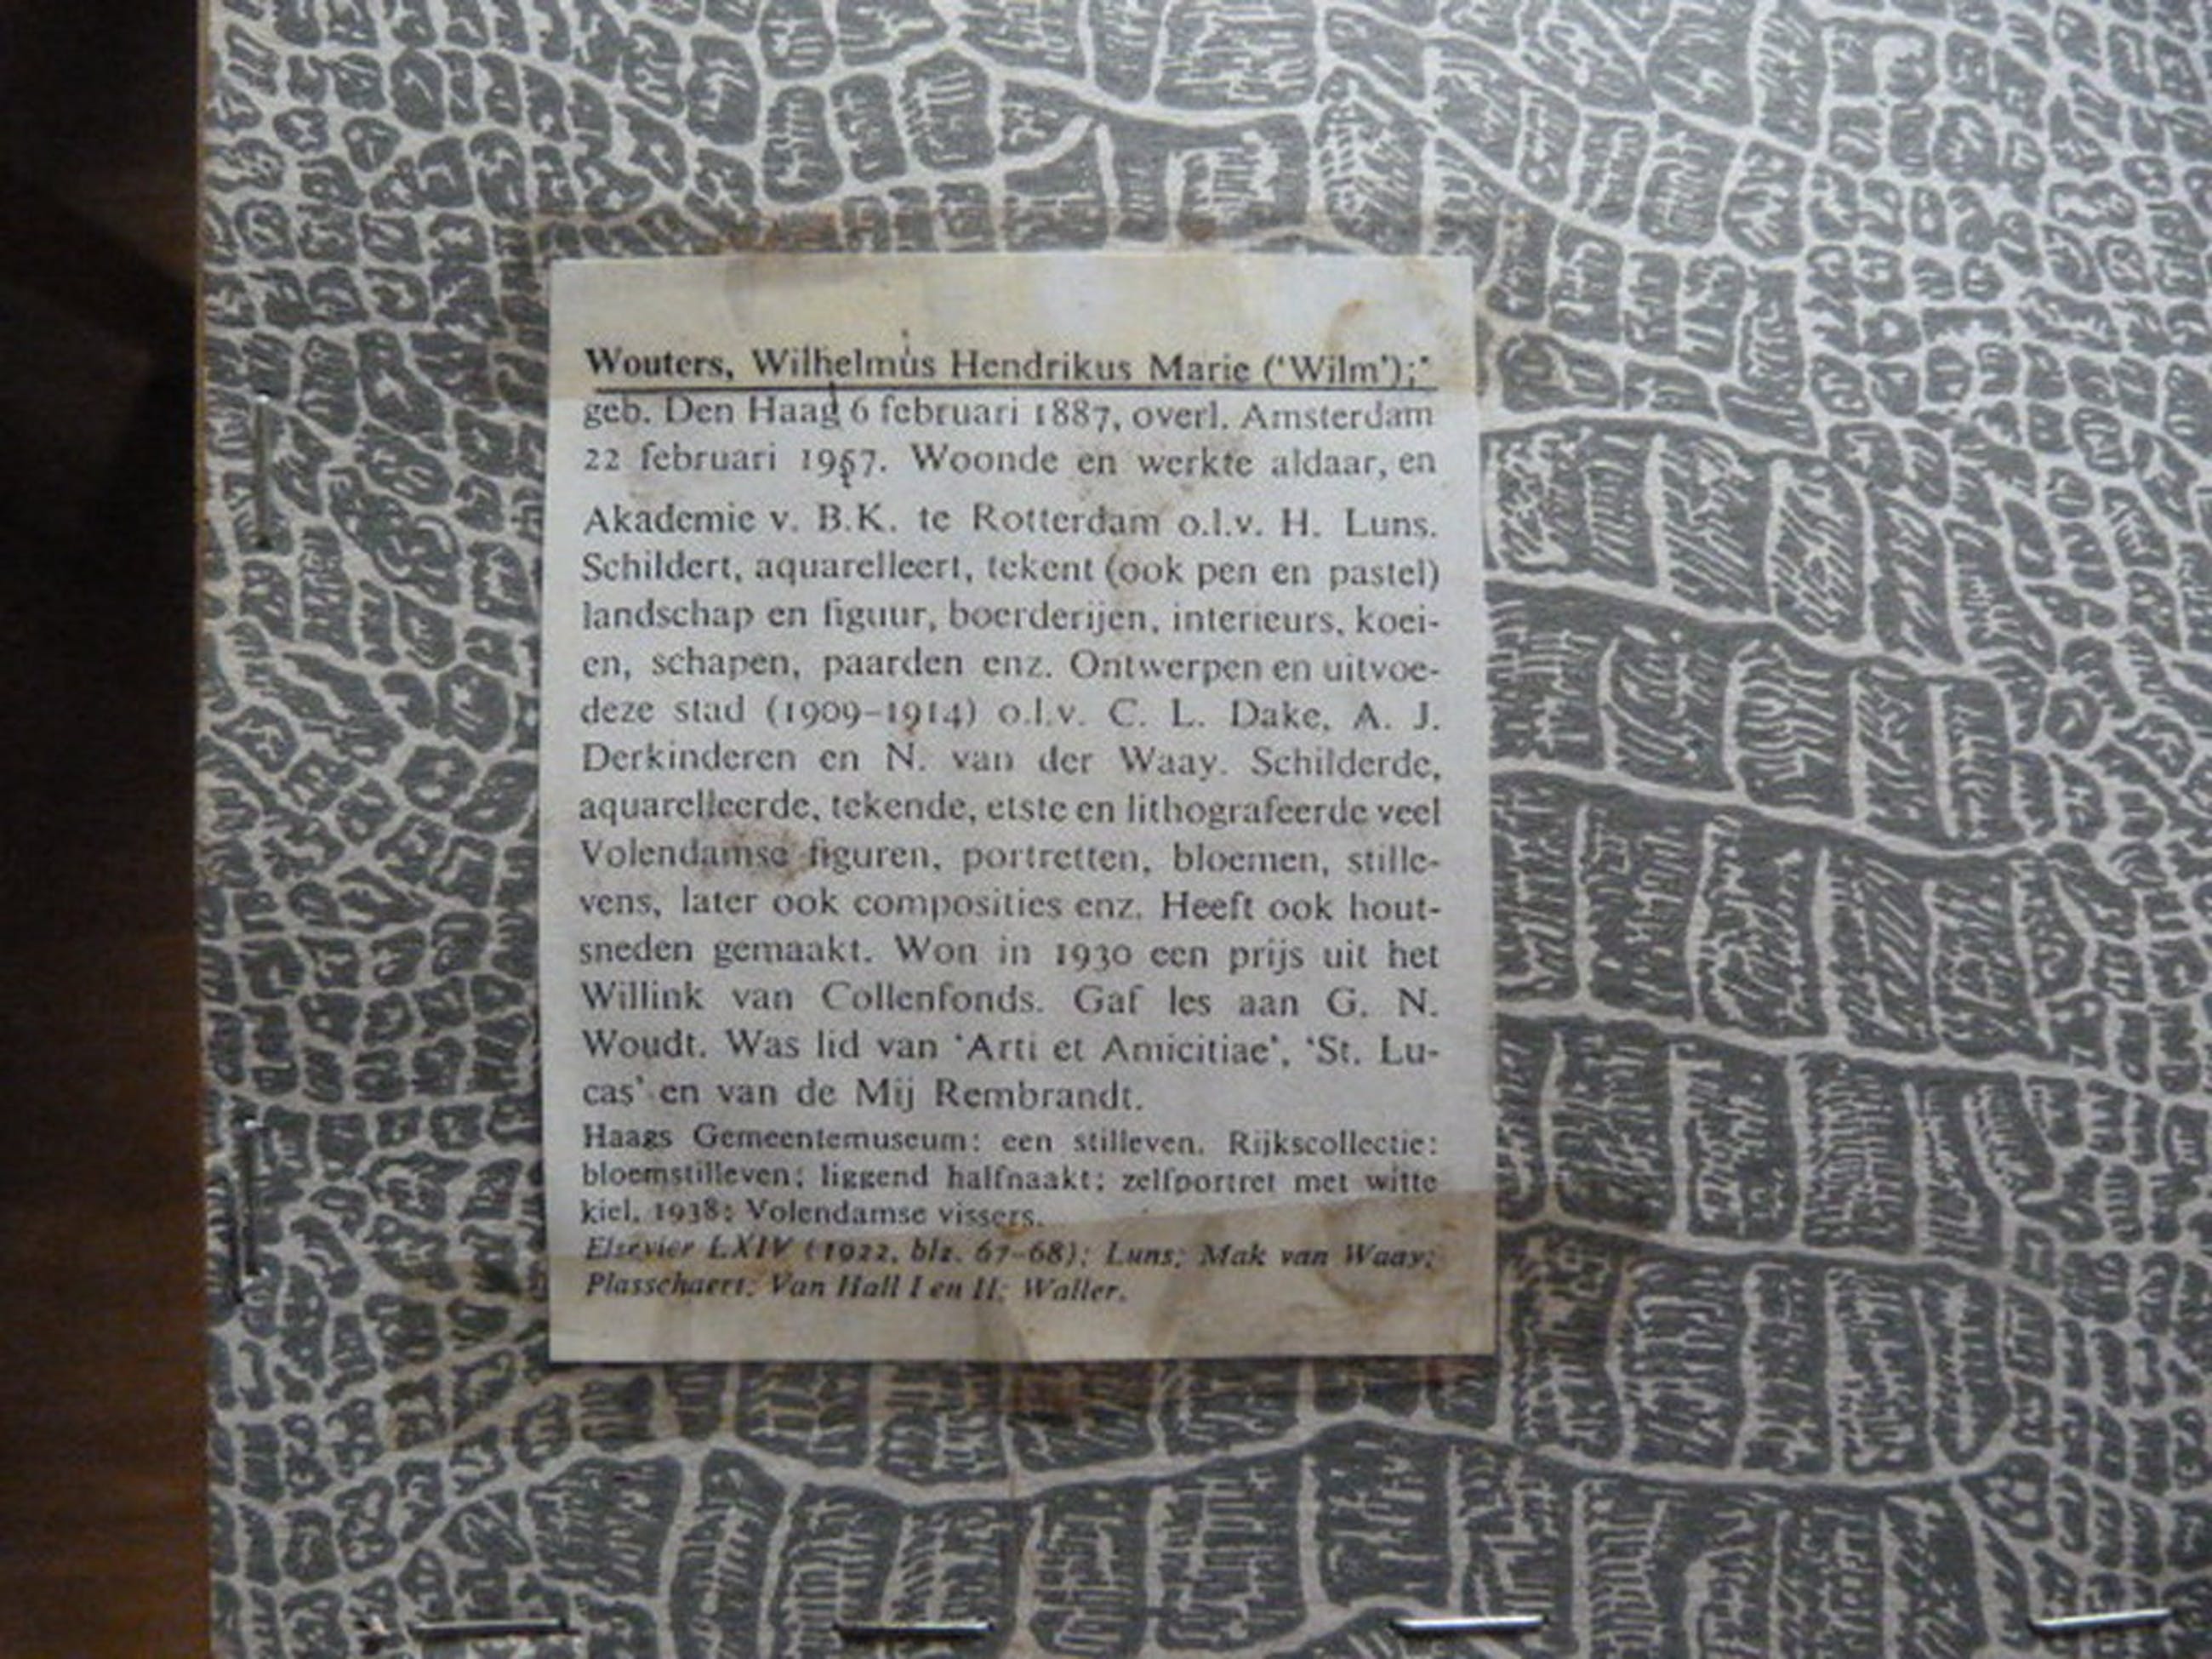 Wouters, Wilhelmus Hendrikus Marie (‘Wilm’);*
geb. Den Haag 6 februari 1887, overl. Amsterdam
22 februari 1957. Woonde en werkte aldaar, en
Akademie v. B.K. te Rotterdam o.l.v. H. Luns.
Schildert, aquarelleert, tekent (ook pen en pastel)
landschap en figuur, boerderijen, interieurs, koei-
en, schapen, paarden enz. Ontwerpen en uitvoe-
deze stad (1909–1914) o.l.v. C. L. Dake, A. J.
Derkinderen en N. van der Waay. Schilderde,
aquarelleerde, tekende, etste en lithografeerde veel
Volendamse figuren, portretten, bloemen, stille-
vens, later ook composities enz. Heeft ook hout-
sneden gemaakt. Won in 1930 een prijs uit het
Willink van Collenfonds. Gaf les aan G. N.
Woudt. Was lid van ‘Arti et Amicitiae’, ‘St. Lu-
cas’ en van de Mij Rembrandt.
Haags Gemeentemuseum: een stilleven. Rijkscollectie:
bloemstilleven; liggend halfnaakt; zelfportret met witte
kiel, 1938; Volendamse vissers.
Elsevier LXIV (1922, blz. 67–68); Luns; Mak van Waay;
Plasschaert; Van Hall I en II; Waller.